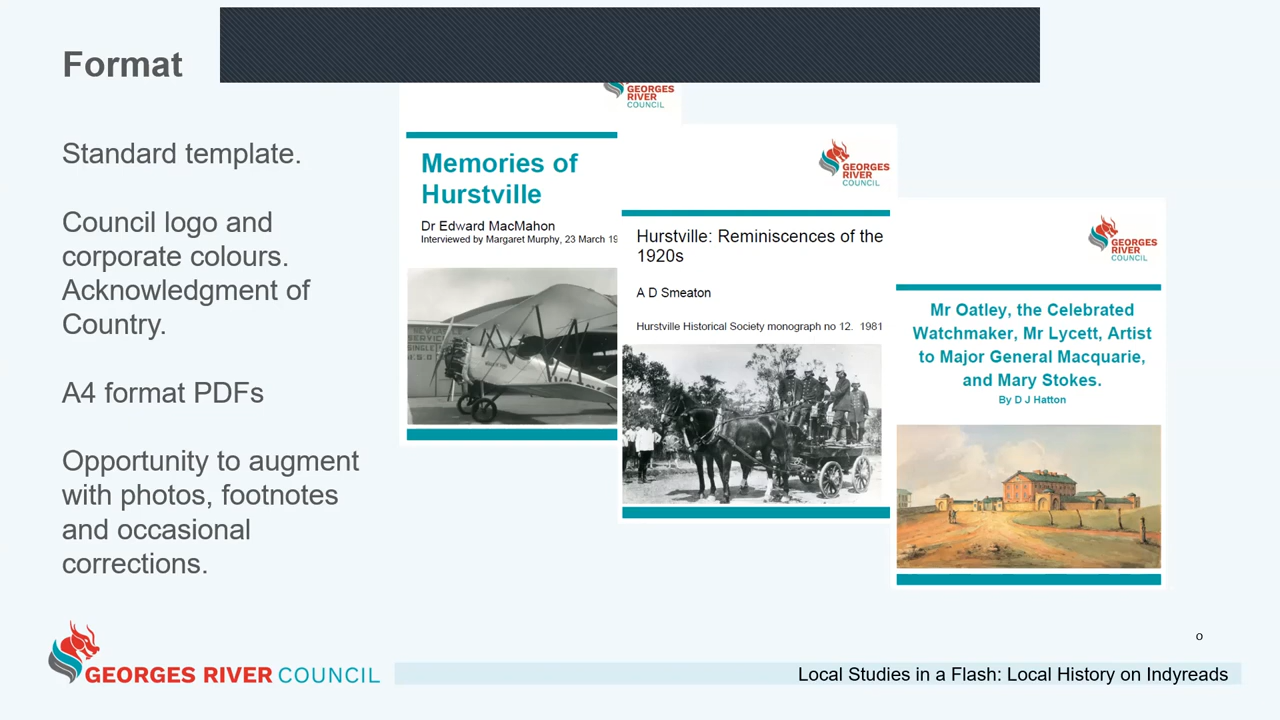 Format
Standard template.
Council logo and
corporate colours.
Acknowledgment of
Country.
A4 format PDFs
Opportunity to augment
with photos, footnotes
and occasional
corrections.
GEORGES
RIVER
COUNCIL
Memories of
Hurstville
Dr Edward MacMahon
Interviewed by Margaret Murphy, 23 March 19
GEORGES
RIVER
COUNCIL
Hurstville: Reminiscences of the
1920s
A D Smeaton
Hurstville Historical Society monograph no 12. 1981
GEORGES
RIVER
COUNCIL
Mr Oatley, the Celebrated
Watchmaker, Mr Lycett, Artist
to Major General Macquarie,
and Mary Stokes.
By D J Hatton
GEORGES RIVER COUNCIL
Local Studies in a Flash: Local History on Indyreads